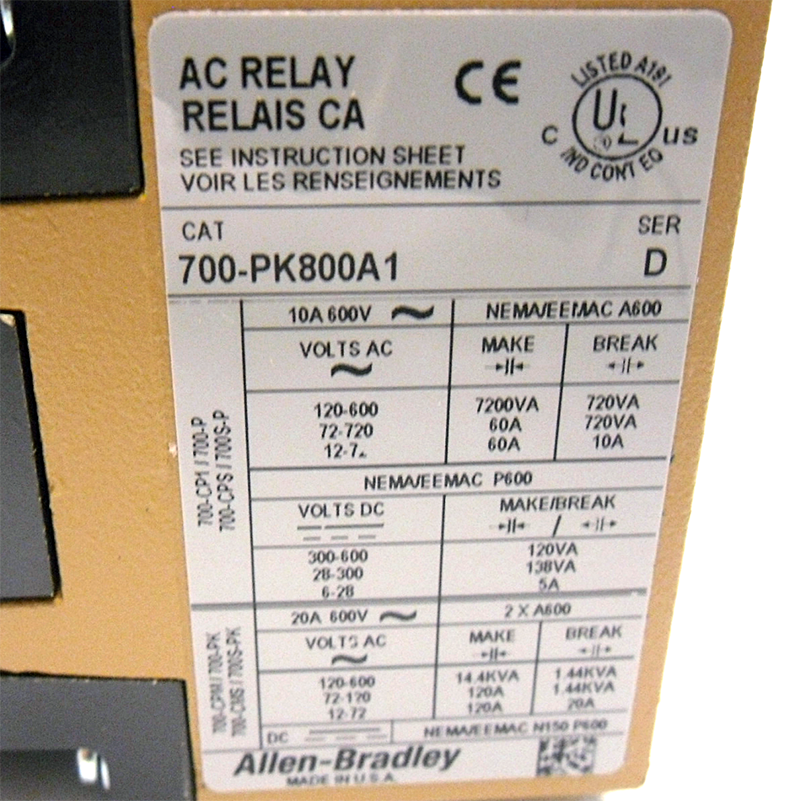 AC RELAY
RELAIS CA
SEE INSTRUCTION SHEET
VOIR LES RENSEIGNEMENTS
CE
LISTED A191
C UL US
IND CONT EQ
CAT
SER
700-PK800A1
D
700-CP1 / 700-P
700-CPS / 700S-P
10A 600V
NEMA/EEMAC A600
VOLTS AC
MAKE
BREAK
120-600
7200VA
720VA
72-720
60A
720VA
60A
10A
NEMA/EEMAC P600
VOLTS DC
MAKE/BREAK
300-600
120VA
28-300
138VA
6-28
5A
700-CPM / 700-PK
700-CMS / 700S-PK
20A 600V
2 X A600
VOLTS AC
MAKE
BREAK
120-600
14.4KVA
1.44KVA
72-120
120A
1.44KVA
12-72
120A
20A
DC
NEMA/EEMAC N150 P600
Allen-Bradley
MADE IN U.S.A.